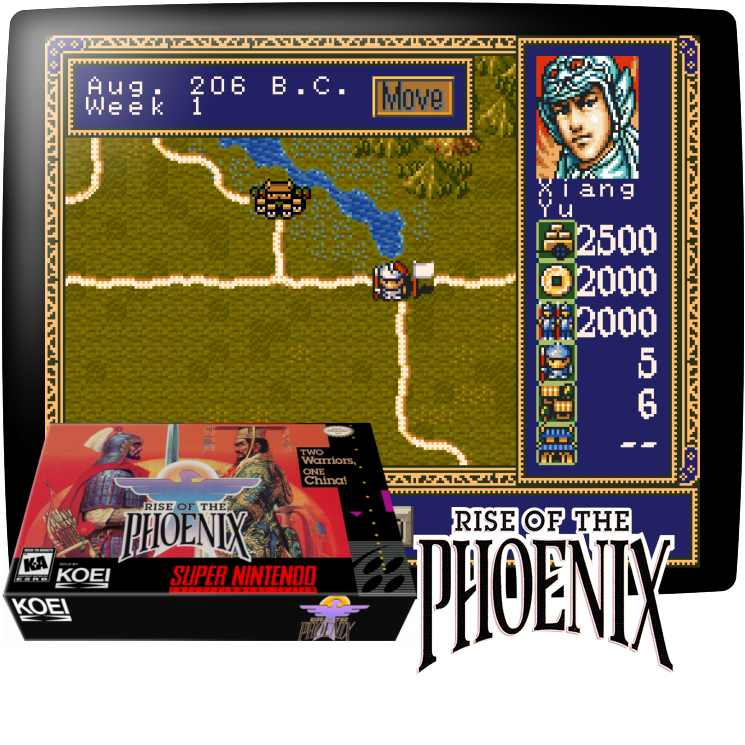 Aug. 206 B.C.
Week 1
Move
Xiang
Yu
2500
2000
2000
5
6
--
TWO
Warriors,
ONE
China!
RISE OF THE
PHOENIX
K-A
ESRB
KOEI
SUPER NINTENDO
KOEI
PHOENIX
RISE OF THE
PHOENIX